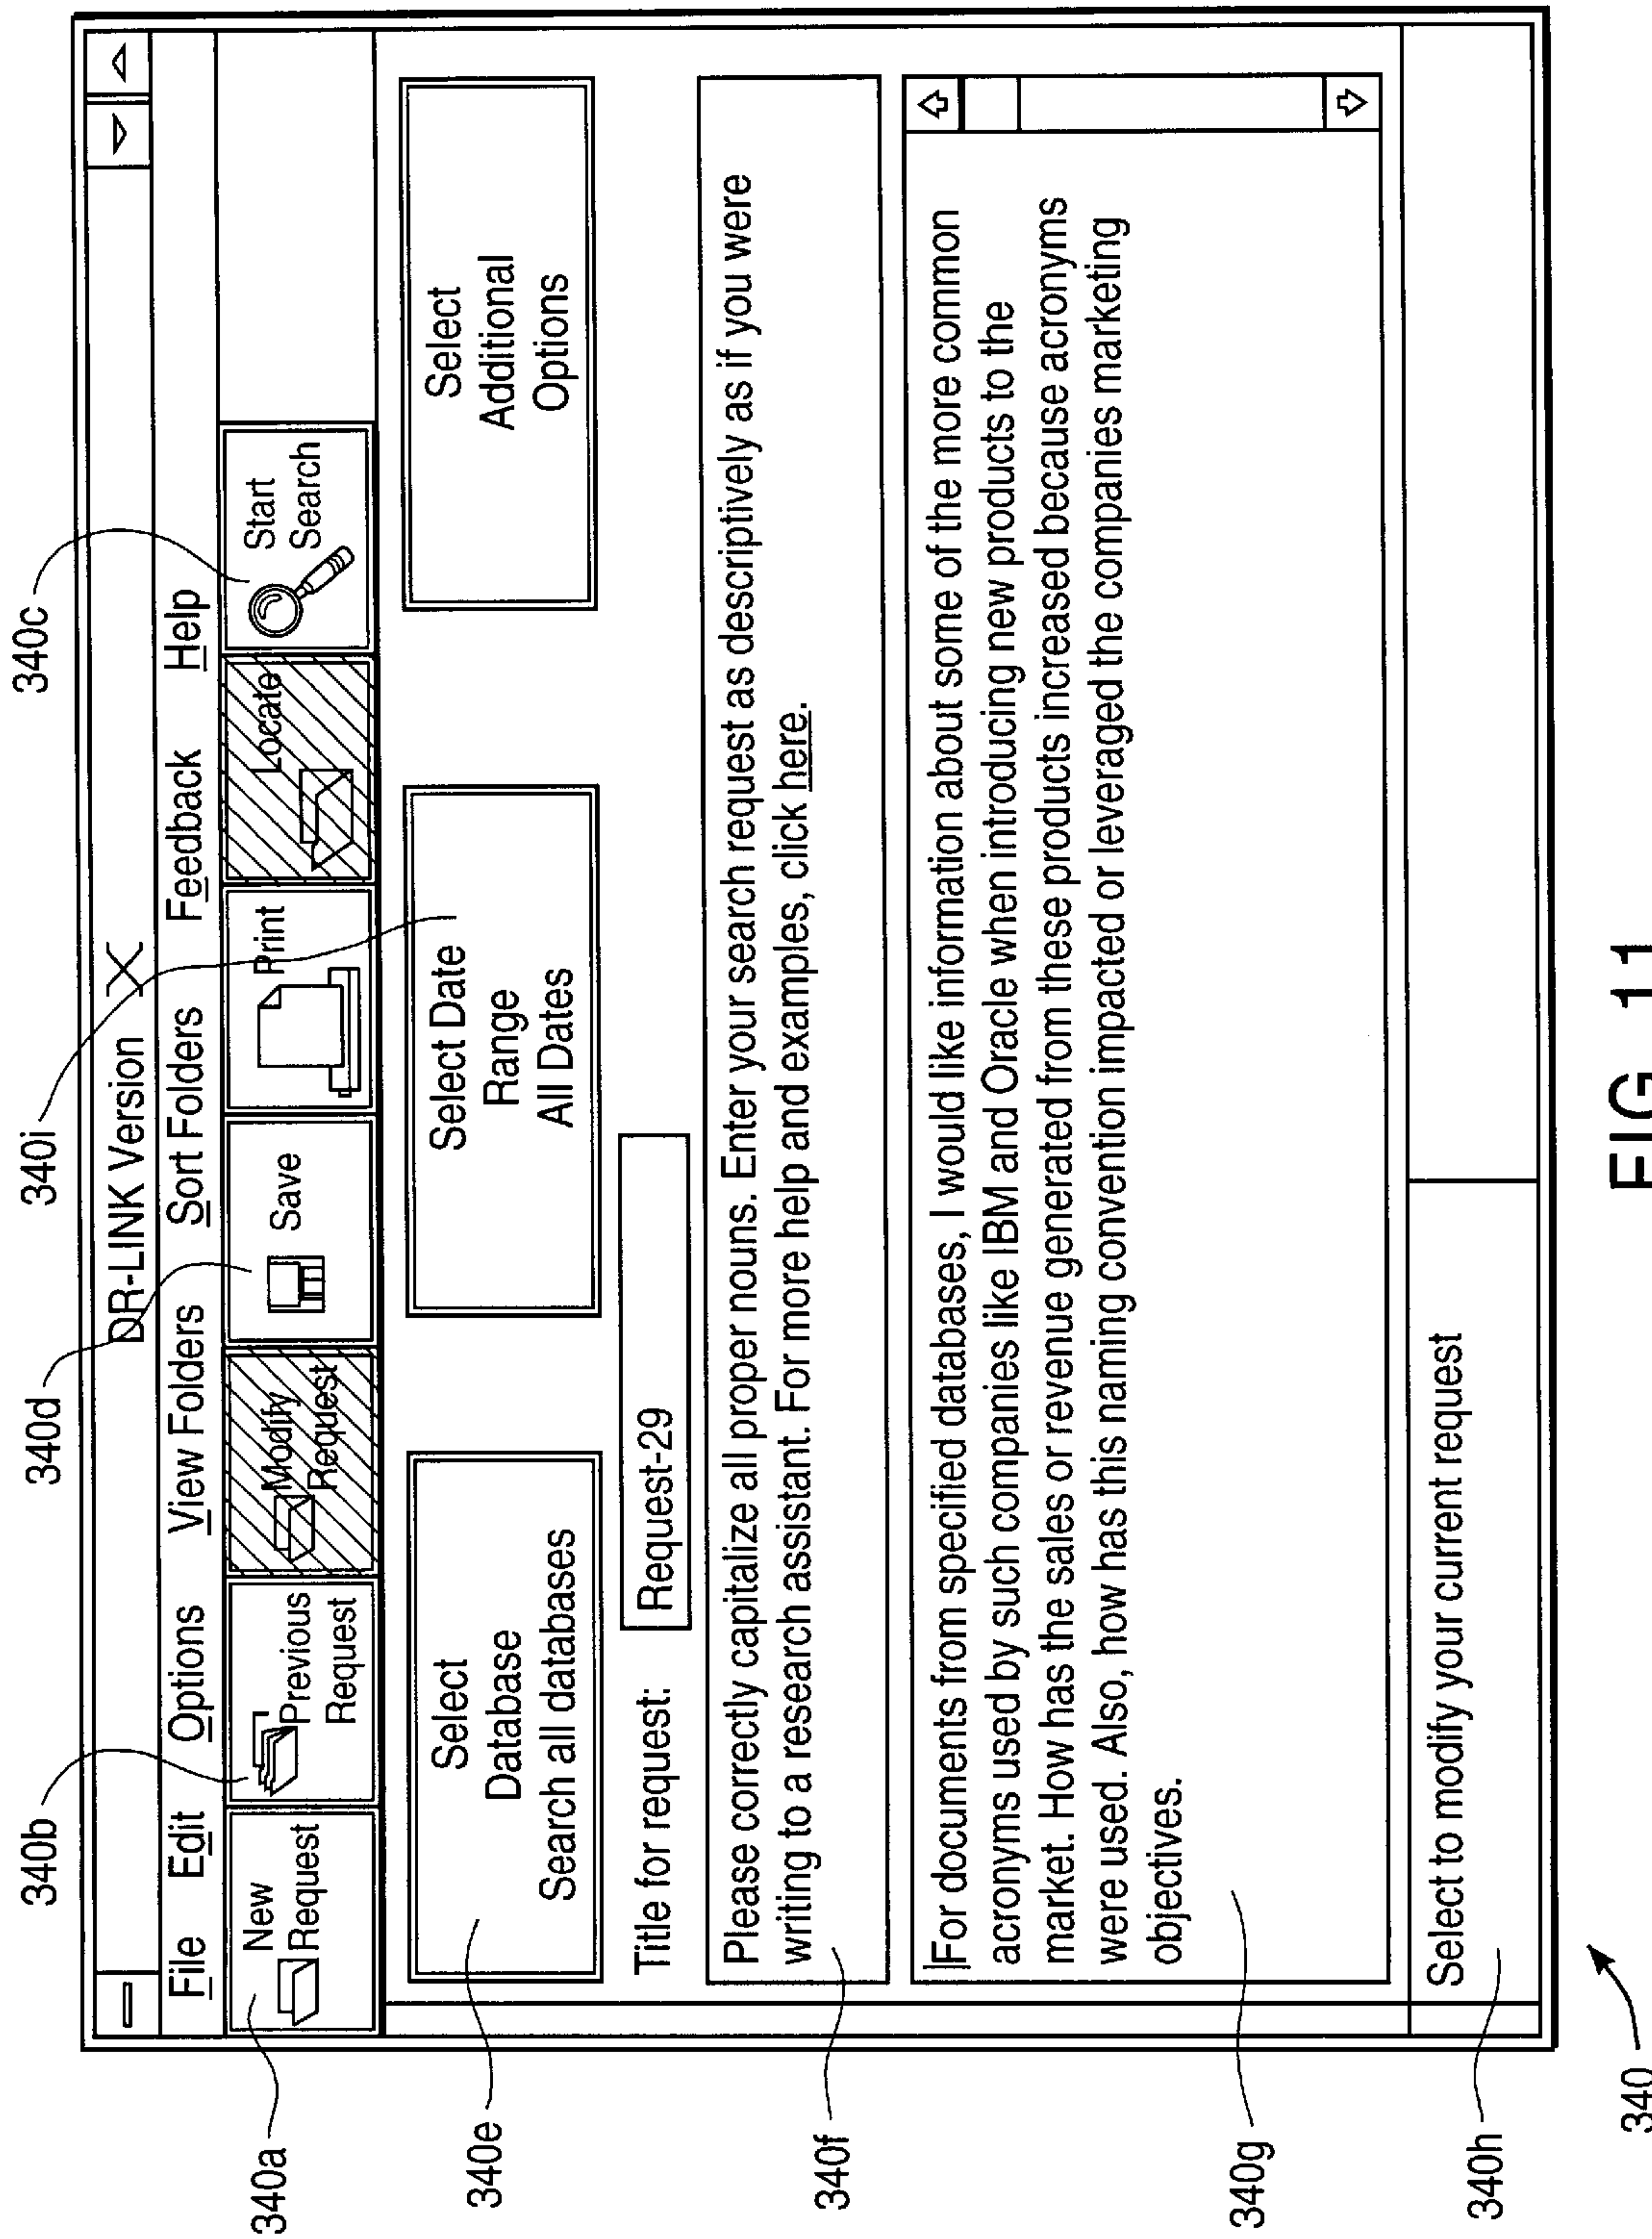 340b
340d
340i
340c
DR-LINK Version X
File Edit Options View Folders Sort Folders Feedback Help
340a
New
Request
Previous
Request
Modify
Request
Save
Print
Locate
Start
Search
340e
Select
Database
Search all databases
Select Date
Range
All Dates
Select
Additional
Options
Title for request:
Request-29
340f
Please correctly capitalize all proper nouns. Enter your search request as descriptively as if you were
writing to a research assistant. For more help and examples, click here.
340g
For documents from specified databases, I would like information about some of the more common
acronyms used by such companies like IBM and Oracle when introducing new products to the
market. How has the sales or revenue generated from these products increased because acronyms
were used. Also, how has this naming convention impacted or leveraged the companies marketing
objectives.
340h
Select to modify your current request
340
FIG. 11